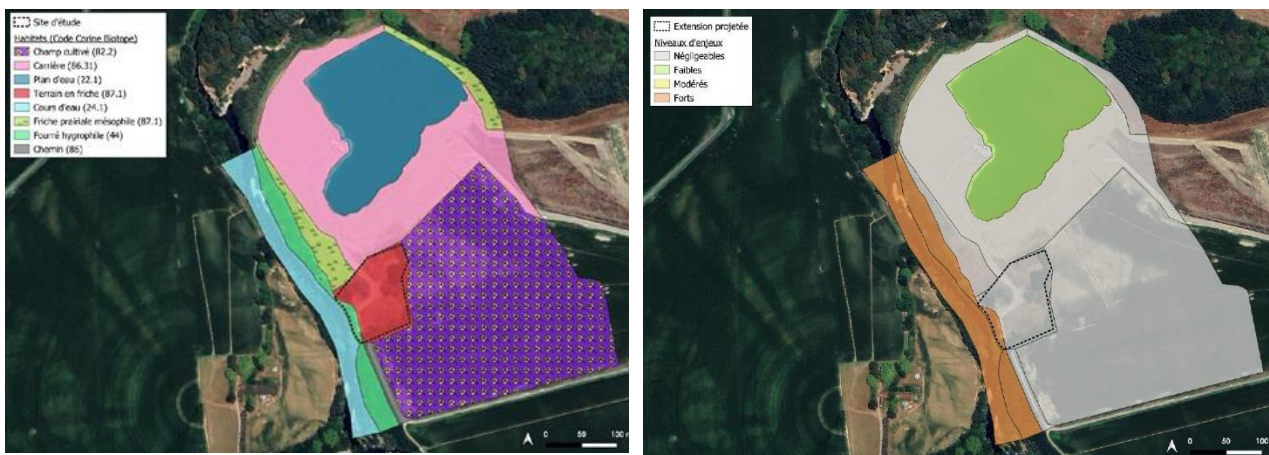 Site d'étude
Habitats (Code Corine Biotope)
Champ cultivé (82.2)
Carrière (86.31)
Plan d'eau (22.1)
Terrain en friche (87.1)
Cours d'eau (24.1)
Friche prairiale mésophile (87.1)
Fourré hygrophile (44)
Chemin (86)
0 50 100 m
Extension projetée
Niveaux d'enjeux
Négligeables
Faibles
Modérés
Forts
0 50 100